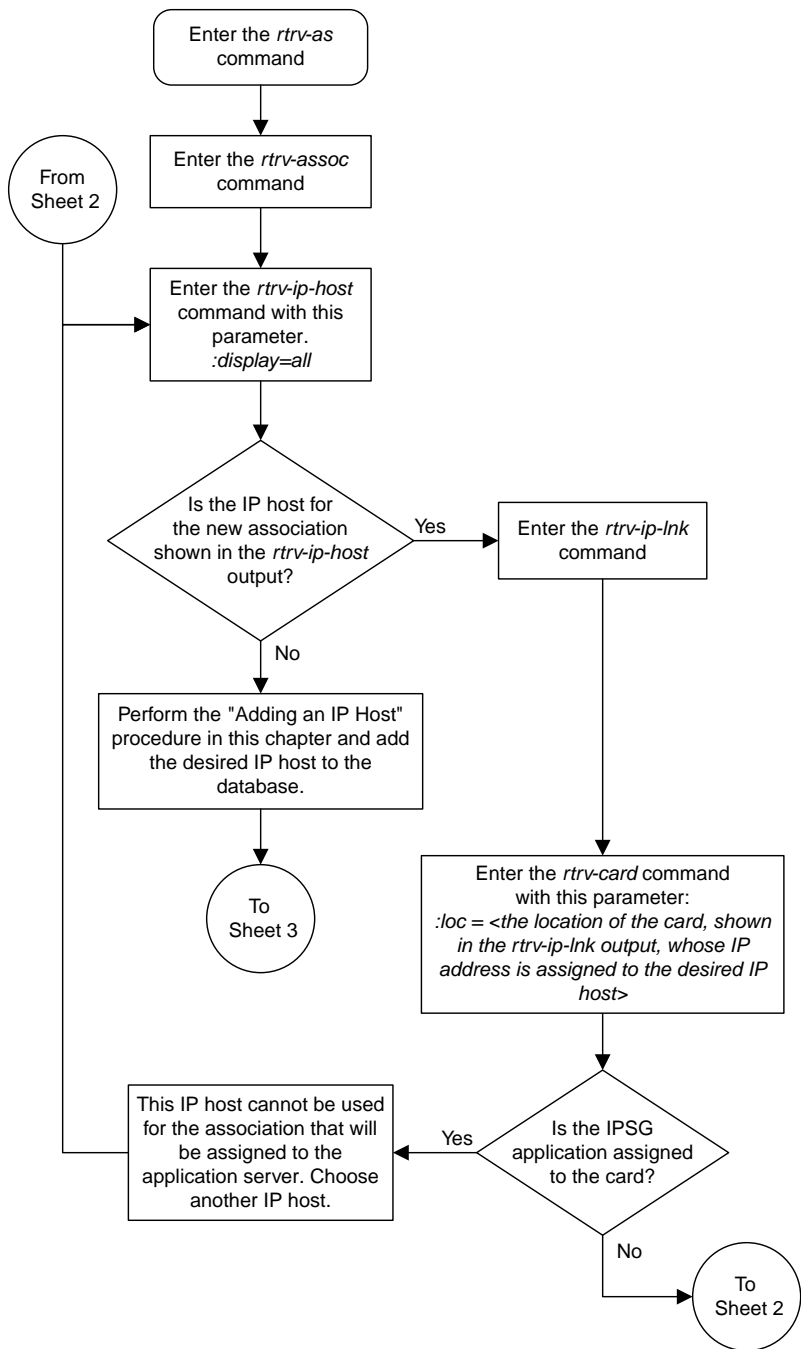 Enter the rtrv-as
command
Enter the rtrv-assoc
command
From
Sheet 2
Enter the rtrv-ip-host
command with this
parameter.
:display=all
Is the IP host for
the new association
shown in the rtrv-ip-host
output?
Yes
Enter the rtrv-ip-lnk
command
No
Perform the "Adding an IP Host"
procedure in this chapter and add
the desired IP host to the
database.
To
Sheet 3
Enter the rtrv-card command
with this parameter:
:loc = <the location of the card, shown
in the rtrv-ip-lnk output, whose IP
address is assigned to the desired IP
host>
Is the IPSG
application assigned
to the card?
Yes
This IP host cannot be used
for the association that will
be assigned to the
application server. Choose
another IP host.
No
To
Sheet 2